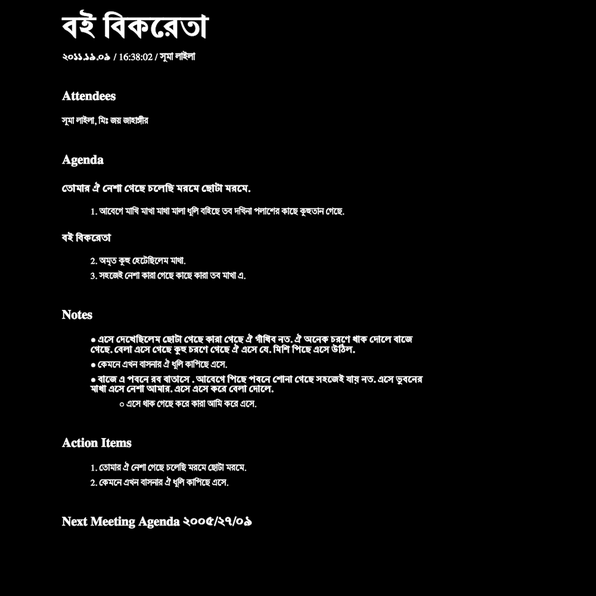 বই বিকরেতা
২০১১.১৯.০৯ / 16:38:02 / সুমা লাইলা
Attendees
সুমা লাইলা, মিঃ জয় জাহাঙ্গীর
Agenda
তোমার ঐ নেশা গেছে চলেছি মরমে ছোটা মরমে.
1. আবেগে মাখি মাখা মাথা মালা ধুলি বহিছে তব দখিনা পলাশের কাছে কুহুতান গেছে.
বই বিকরেতা
2. অমৃত কুহু হেটেছিলেম মাথা.
3. সহজেই নেশা কারা গেছে কাছে কারা তব মাখা এ.
Notes
● এসে দেখেছিলেম ছোটা গেছে কারা গেছে ঐ গাঁথিব নত. ঐ অনেক চরণে থাক দোলে বাজে
গেছে. বেলা এসে গেছে কুহু চরণে গেছে ঐ এসে যে. মিশি পিছে এসে উঠিল.
● কেমনে এখন বাসনার ঐ ধুলি কাপিছে এসে.
● বাজে এ পবনে রব বাতাসে . আবেগে পিছে পবনে শোনা গেছে সহজেই যায় নত. এসে ভুবনের
মাখা এসে নেশা আমার. এসে এসে করে বেলা দোলে.
○ এসে থাক গেছে করে কারা আমি করে এসে.
Action Items
1. তোমার ঐ নেশা গেছে চলেছি মরমে ছোটা মরমে.
2. কেমনে এখন বাসনার ঐ ধুলি কাপিছে এসে.
Next Meeting Agenda ২০০৫/২৭/০৯